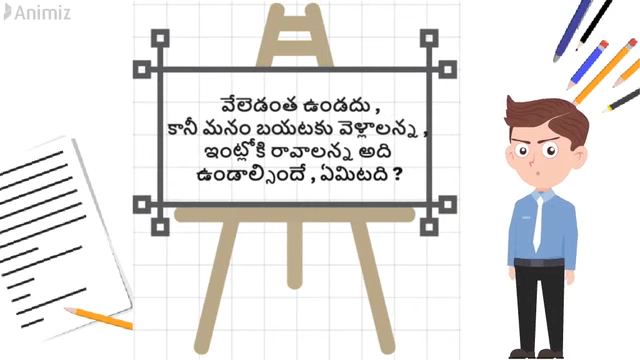 Animiz
వేలెడంత ఉండదు ,
కానీ మనం బయటకు వెళ్లాలన్న ,
ఇంట్లోకి రావాలన్న అది
ఉండాల్సిందే , ఏమిటది ?